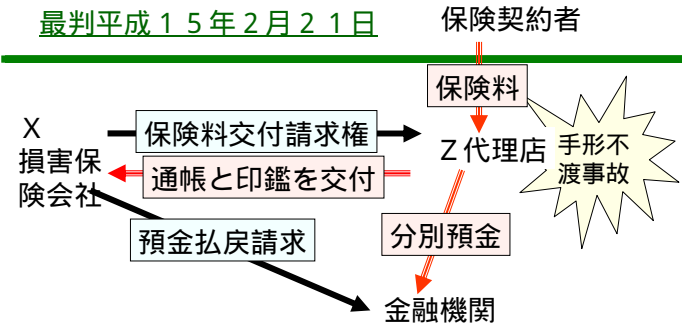 最判平成１５年２月２１日
保険契約者
保険料
X
損害保
険会社
保険料交付請求権
Z代理店
手形不
渡事故
通帳と印鑑を交付
預金払戻請求
分別預金
金融機関